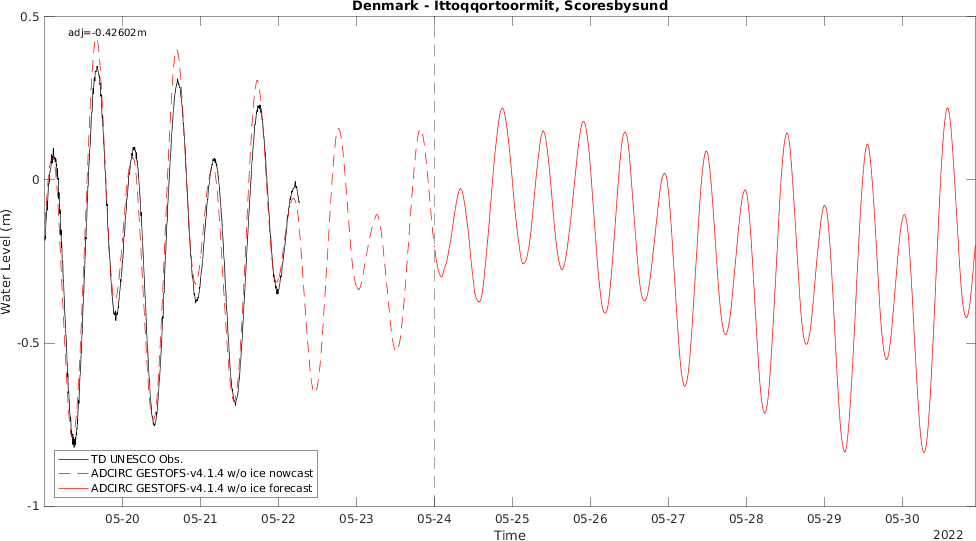 Denmark - Ittoqqortoormiit, Scoresbysund
adj=-0.42602m
0.5
0
-0.5
-1
Water Level (m)
TD UNESCO Obs.
ADCIRC GESTOFS-v4.1.4 w/o ice nowcast
ADCIRC GESTOFS-v4.1.4 w/o ice forecast
05-20 05-21 05-22 05-23 05-24 05-25 05-26 05-27 05-28 05-29 05-30
Time
2022